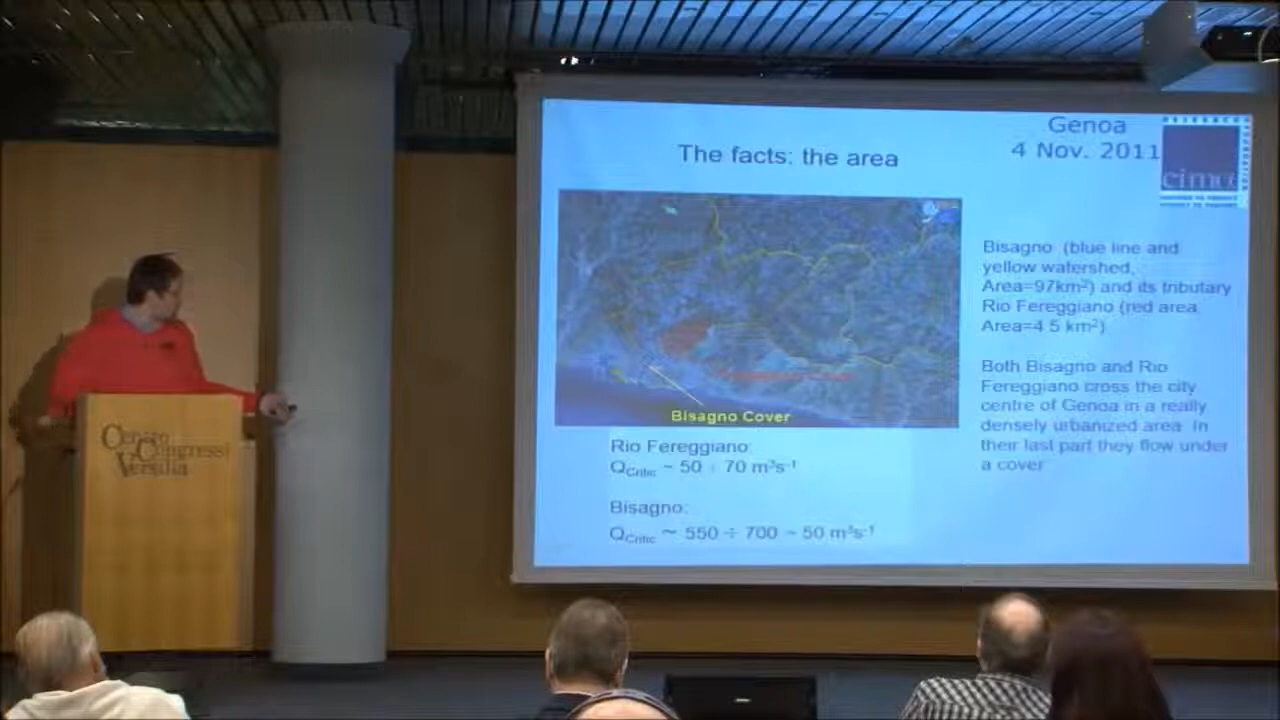 Genoa
4 Nov. 2011
The facts: the area
cima
Bisagno (blue line and
yellow watershed,
Area=97km²) and its tributary
Rio Fereggiano (red area,
Area=4.5 km²)
Both Bisagno and Rio
Fereggiano cross the city
centre of Genoa in a really
densely urbanized area. In
their last part they flow under
a cover
Bisagno Cover
Rio Fereggiano:
QCritic ~ 50 ÷ 70 m³s⁻¹
Bisagno:
QCritic ~ 550 ÷ 700 ~ 50 m³s⁻¹
Centro
Congressi
Versilia